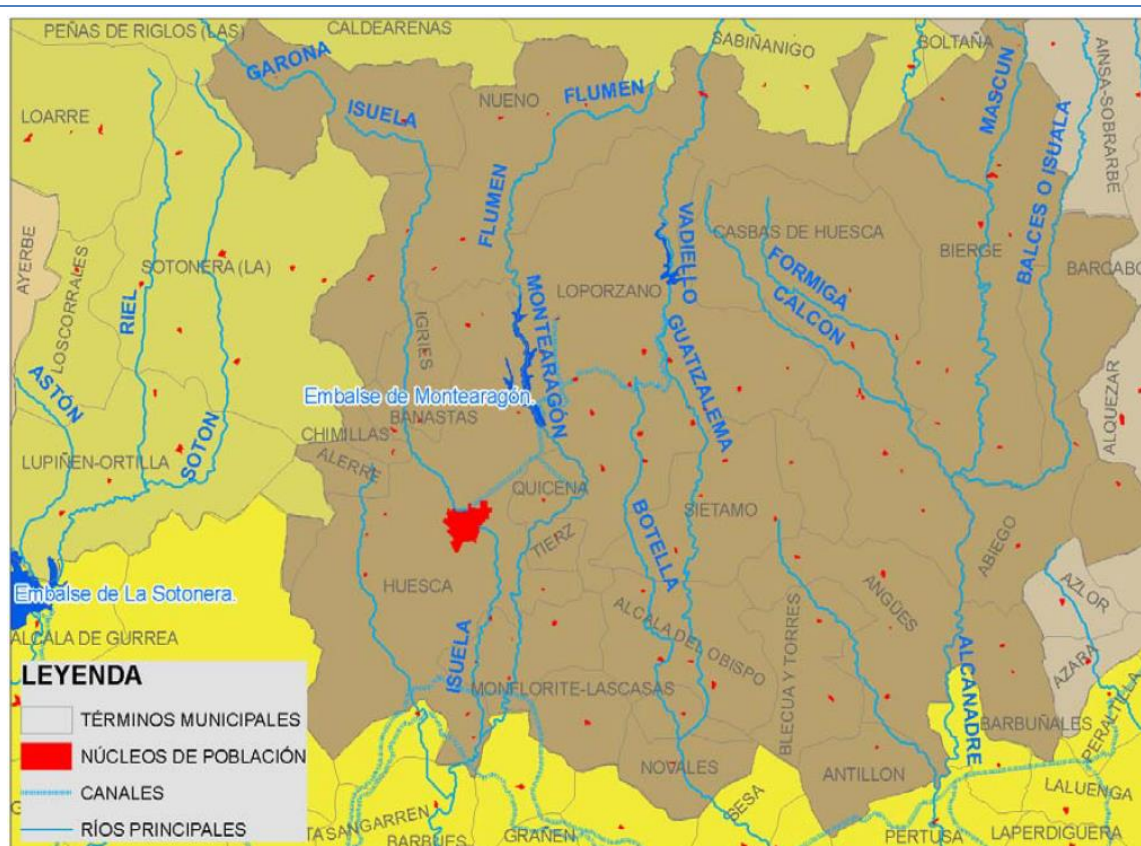 PEÑAS DE RIGLOS (LAS)
CALDEARENAS
SABIÑANIGO
BOLTAÑA
AINSA-SOBRARBE
GARONA
ISUELA
NUENO
FLUMEN
MASCUN
BALCES O ISUALA
LOARRE
AYERBE
LOSCORRALES
SOTONERA (LA)
RIEL
SOTON
ASTÓN
FLUMEN
LOPORZANO
VADIELLO
CASBAS DE HUESCA
FORMIGA
CALCON
BIERGE
BARCABO
IGRIES
MONTEARAGÓN
GUATIZALEMA
Embalse de Montearagón.
BANASTAS
CHIMILLAS
ALERRE
ALQUEZAR
LUPIÑEN-ORTILLA
QUICENA
TIERZ
BOTELLA
SIETAMO
ABIEGO
Embalse de La Sotonera.
HUESCA
ANGÜES
AZLOR
ALCALA DE GURREA
ISUELA
ALCALA DEL OBISPO
BLECUA Y TORRES
ALCANADRE
AZARA
MONFLORITE-LASCASAS
BARBUÑALES
PERALTILLA
NOVALES
ANTILLON
SESA
LALUENGA
TA SANGARREN
BARBUES
GRAÑEN
PERTUSA
LAPERDIGUERA
LEYENDA
TÉRMINOS MUNICIPALES
NÚCLEOS DE POBLACIÓN
CANALES
RÍOS PRINCIPALES